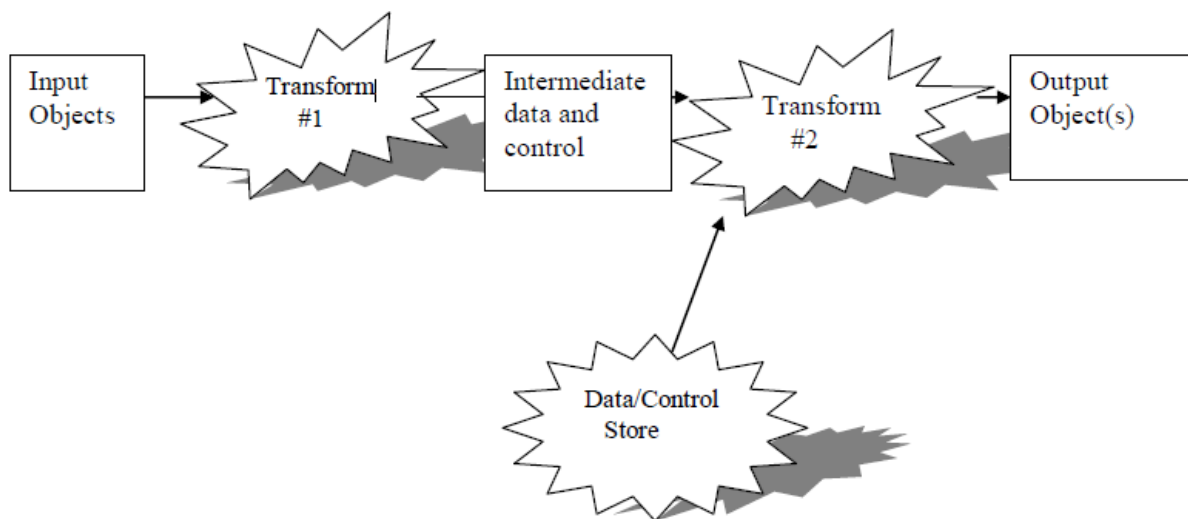 Input
Objects
Transform
#1
Intermediate
data and
control
Transform
#2
Output
Object(s)
Data/Control
Store